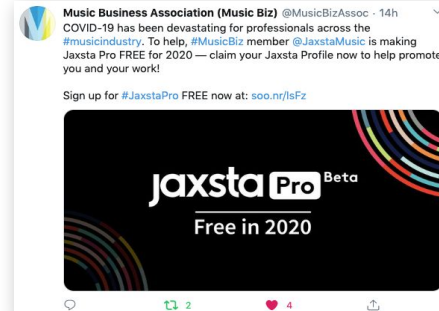 Music Business Association (Music Biz) @MusicBizAssoc · 14h
COVID-19 has been devastating for professionals across the
#musicindustry. To help, #MusicBiz member @JaxstaMusic is making
Jaxsta Pro FREE for 2020 — claim your Jaxsta Profile now to help promote
you and your work!
Sign up for #JaxstaPro FREE now at: soo.nr/IsFz
jaxsta Pro Beta
Free in 2020
2 4